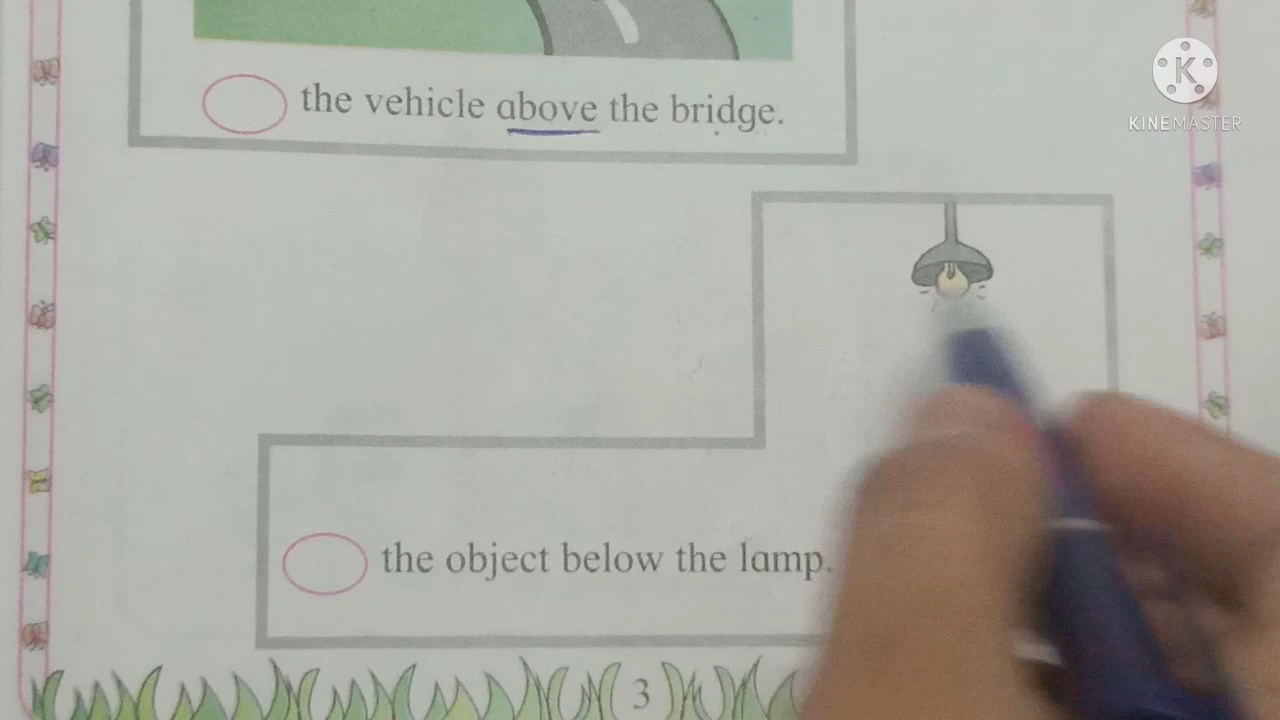 the vehicle above the bridge.
K
KINEMASTER
the object below the lamp.
3